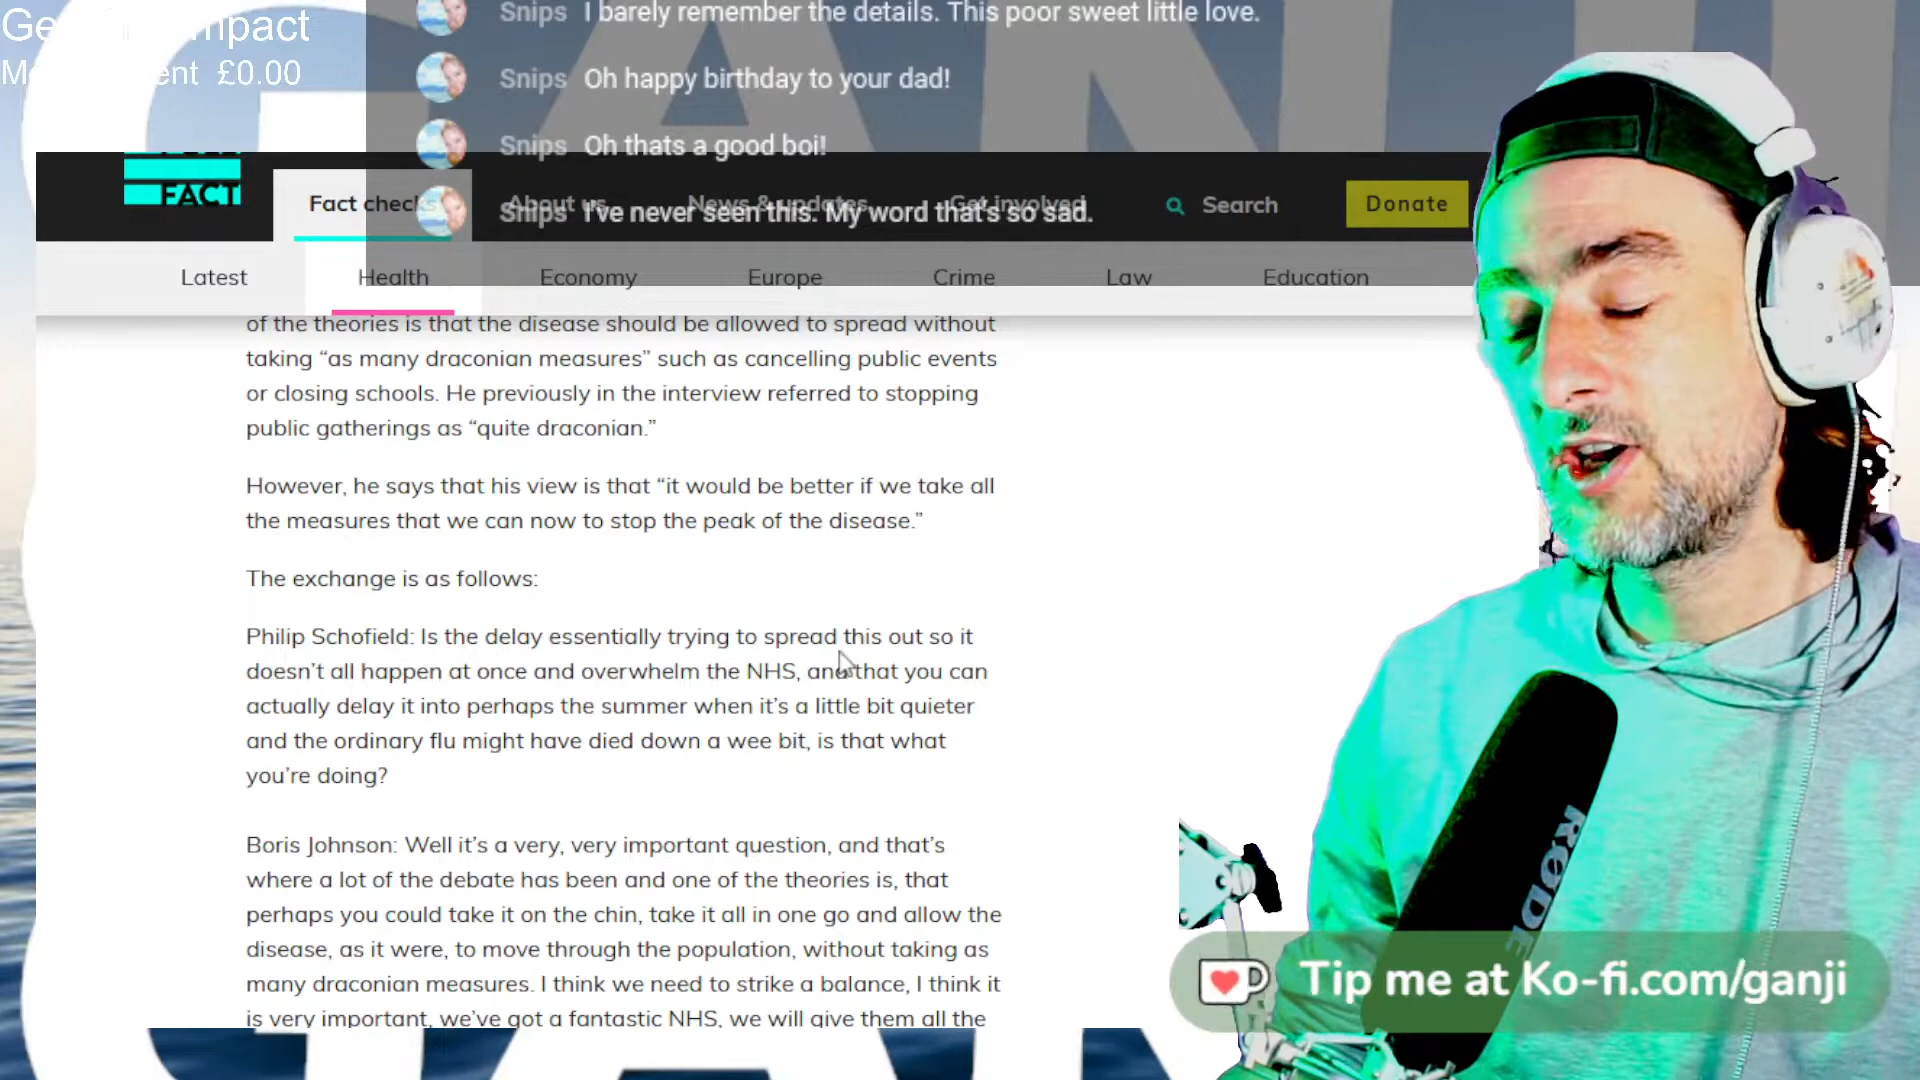 Snips I barely remember the details. This poor sweet little love.
Snips Oh happy birthday to your dad!
Snips Oh thats a good boi!
Snips I've never seen this. My word that's so sad.
mpact
ent £0.00
FACT
Fact check About us News & updates Get involved Search Donate
Latest Health Economy Europe Crime Law Education
of the theories is that the disease should be allowed to spread without
taking “as many draconian measures” such as cancelling public events
or closing schools. He previously in the interview referred to stopping
public gatherings as “quite draconian.”
However, he says that his view is that “it would be better if we take all
the measures that we can now to stop the peak of the disease.”
The exchange is as follows:
Philip Schofield: Is the delay essentially trying to spread this out so it
doesn’t all happen at once and overwhelm the NHS, and that you can
actually delay it into perhaps the summer when it’s a little bit quieter
and the ordinary flu might have died down a wee bit, is that what
you’re doing?
Boris Johnson: Well it’s a very, very important question, and that’s
where a lot of the debate has been and one of the theories is, that
perhaps you could take it on the chin, take it all in one go and allow the
disease, as it were, to move through the population, without taking as
many draconian measures. I think we need to strike a balance, I think it
is very important, we’ve got a fantastic NHS, we will give them all the
RØDE
Tip me at Ko-fi.com/ganji